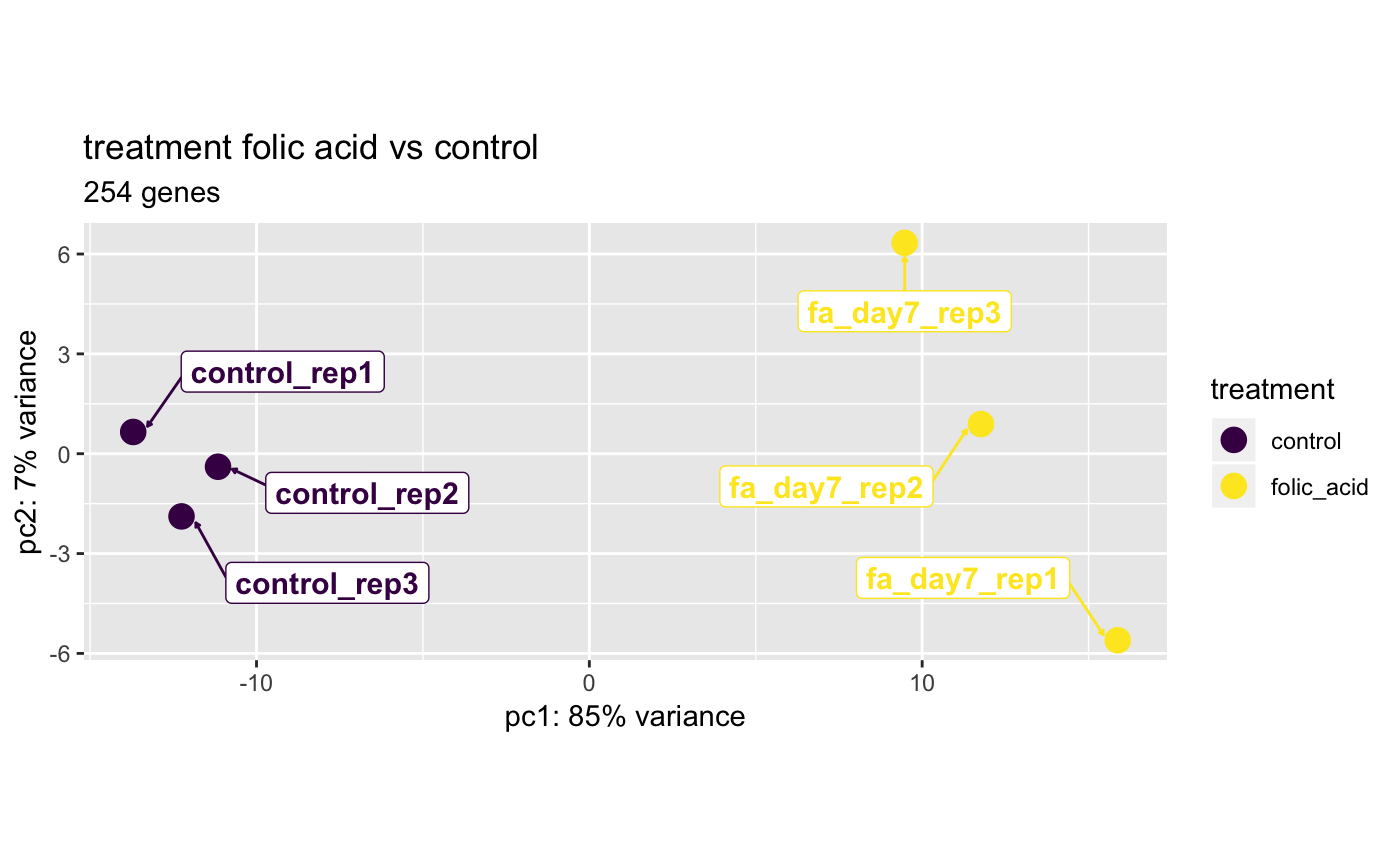 treatment folic acid vs control
254 genes
pc2: 7% variance
6
3
0
-3
-6
fa_day7_rep3
control_rep1
fa_day7_rep2
control_rep2
fa_day7_rep1
control_rep3
-10
0
10
pc1: 85% variance
treatment
control
folic_acid